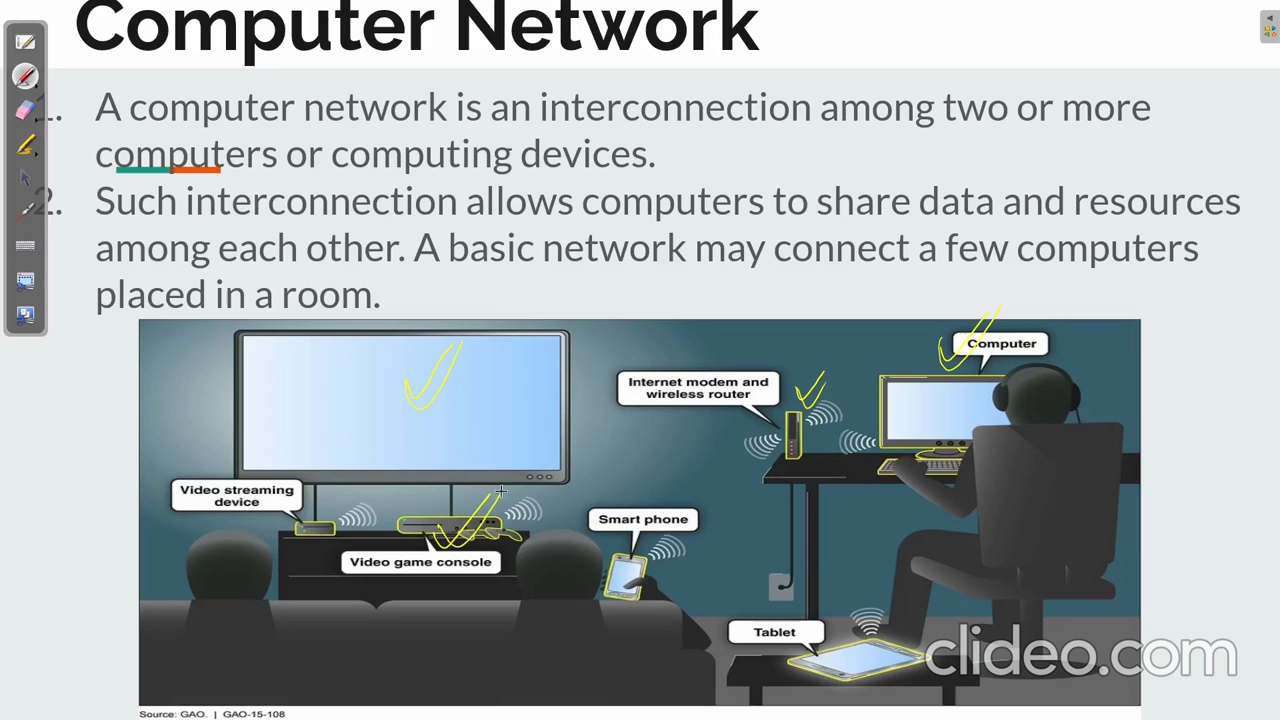 Computer Network
1. A computer network is an interconnection among two or more
computers or computing devices.
2. Such interconnection allows computers to share data and resources
among each other. A basic network may connect a few computers
placed in a room.
Computer
Internet modem and
wireless router
Video streaming
device
Smart phone
Video game console
Tablet
clideo.com
Source: GAO. | GAO-15-108